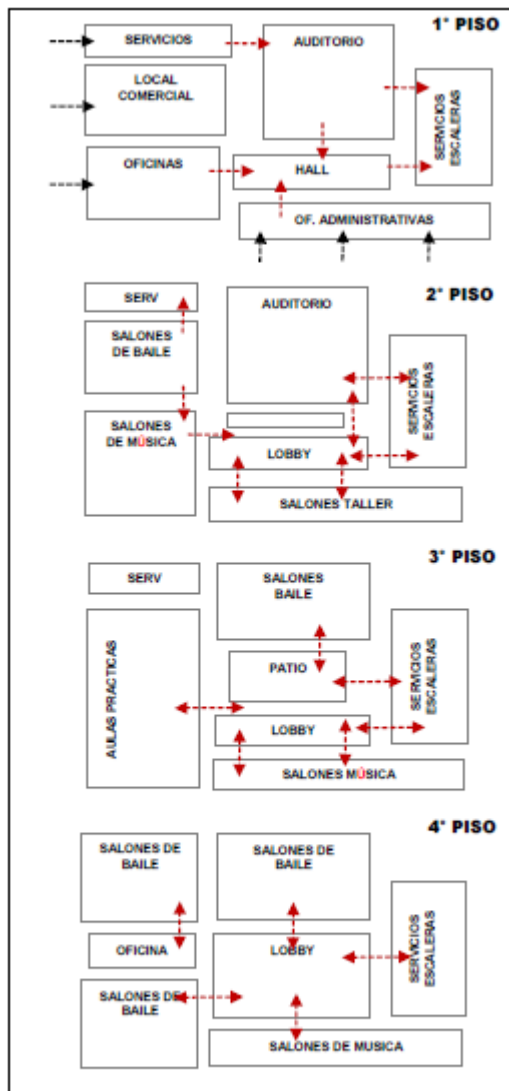 1° PISO
SERVICIOS
AUDITORIO
LOCAL
COMERCIAL
SERVICIOS
ESCALERAS
OFICINAS
HALL
OF. ADMINISTRATIVAS
2° PISO
SERV
AUDITORIO
SALONES
DE BAILE
SERVICIOS
ESCALERAS
SALONES
DE MÚSICA
LOBBY
SALONES TALLER
3° PISO
SERV
SALONES
BAILE
AULAS PRACTICAS
PATIO
SERVICIOS
ESCALERAS
LOBBY
SALONES MÚSICA
4° PISO
SALONES DE
BAILE
SALONES DE
BAILE
OFICINA
LOBBY
SERVICIOS
ESCALERAS
SALONES DE
BAILE
SALONES DE MUSICA